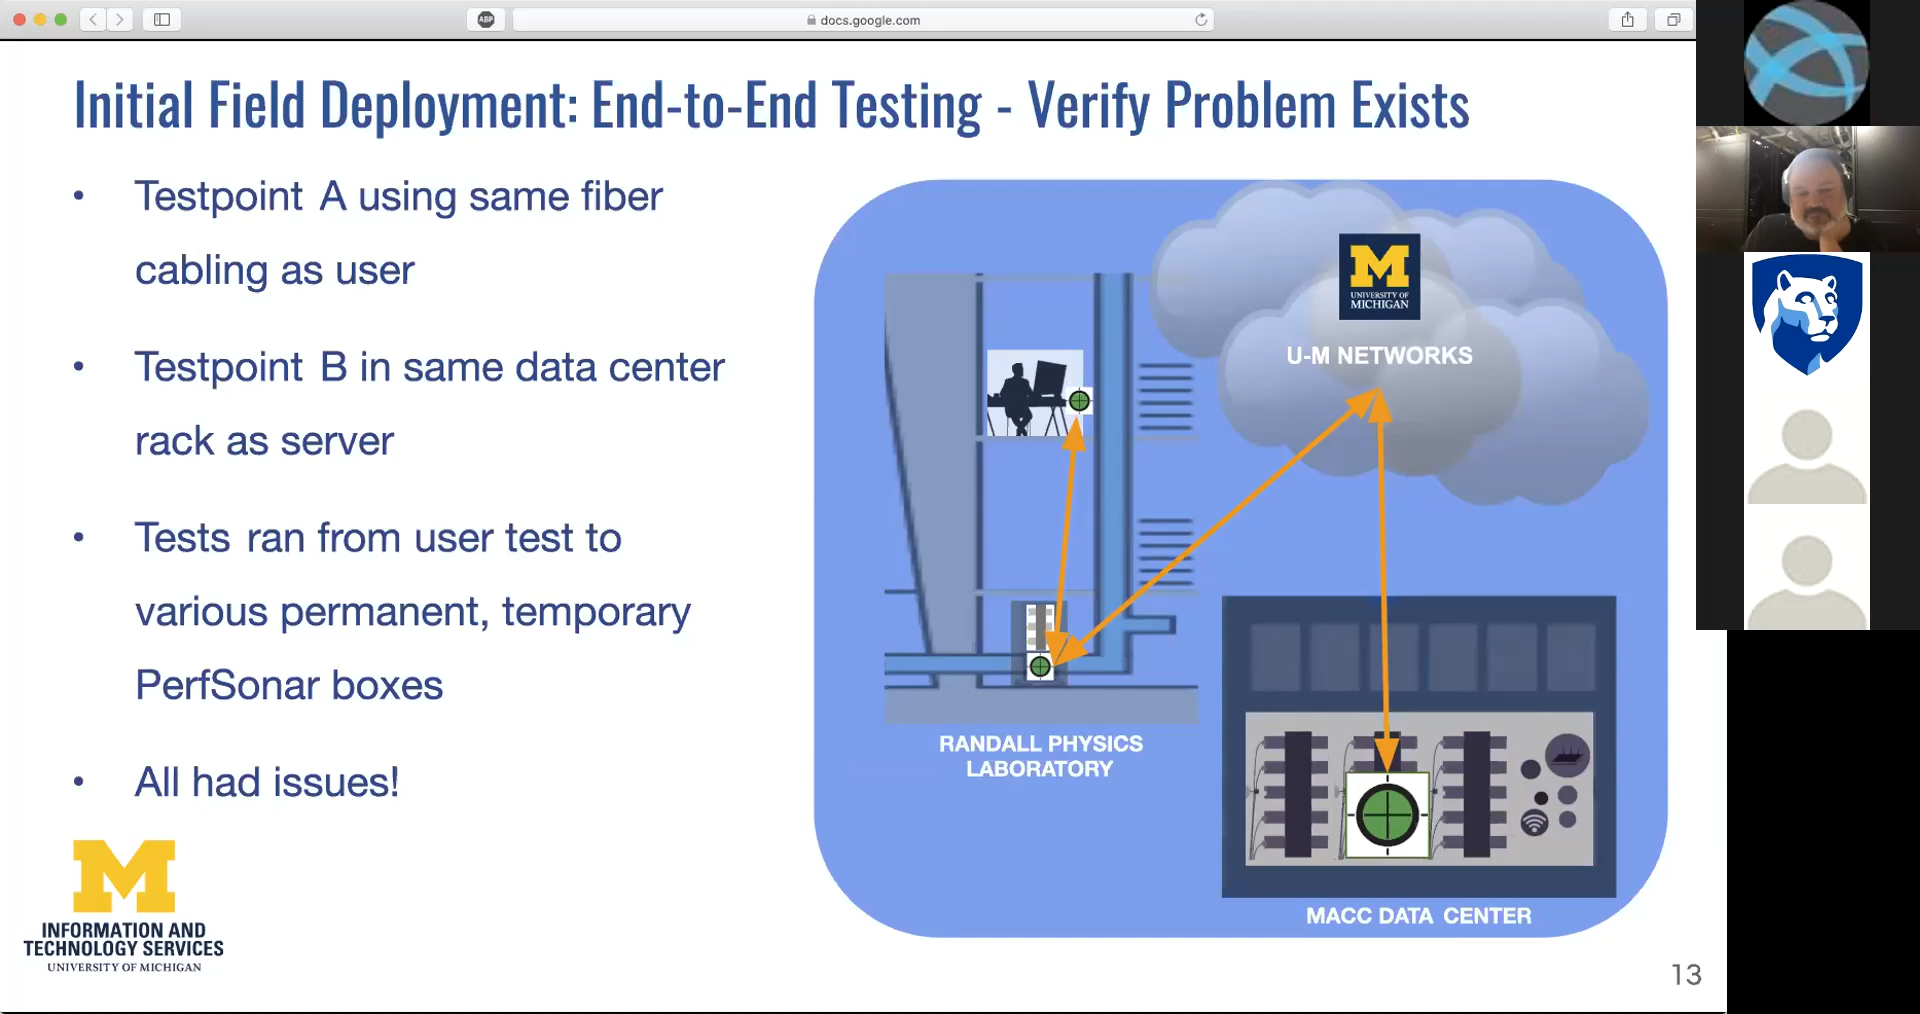 ABP
docs.google.com
Initial Field Deployment: End-to-End Testing - Verify Problem Exists
• Testpoint A using same fiber
cabling as user
• Testpoint B in same data center
rack as server
• Tests ran from user test to
various permanent, temporary
PerfSonar boxes
• All had issues!
M
UNIVERSITY OF
MICHIGAN
U-M NETWORKS
RANDALL PHYSICS
LABORATORY
MACC DATA CENTER
M
INFORMATION AND
TECHNOLOGY SERVICES
UNIVERSITY OF MICHIGAN
13